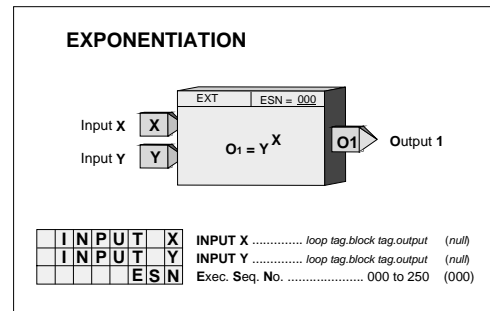 EXPONENTIATION
EXT ESN = 000
Input X X
Input Y Y
O1 = Y X
O1 Output 1
INPUT X INPUT X ............. loop tag.block tag.output (null)
INPUT Y INPUT Y ............. loop tag.block tag.output (null)
ESN Exec. Seq. No. ..................... 000 to 250 (000)